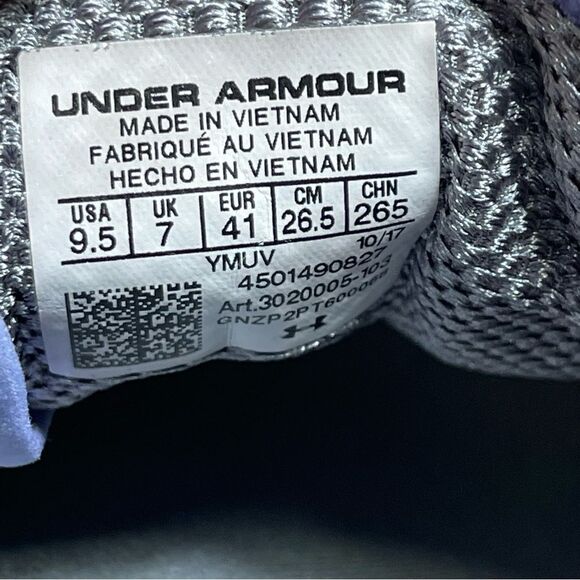 UNDER ARMOUR
MADE IN VIETNAM
FABRIQUÉ AU VIETNAM
HECHO EN VIETNAM
USA UK EUR CM CHN
9.5 7 41 26.5 265
YMUV 10/17
4501490827
Art.3020005-103